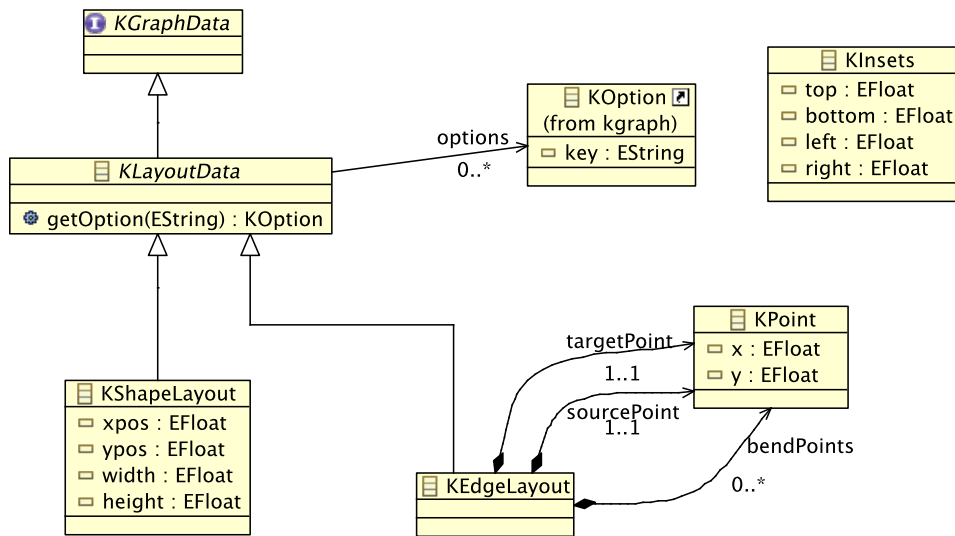 I KGraphData
KInsets
top : EFloat
bottom : EFloat
left : EFloat
right : EFloat
KOption
(from kgraph)
key : EString
options
0..*
KLayoutData
getOption(EString) : KOption
KPoint
x : EFloat
y : EFloat
targetPoint
1..1
sourcePoint
1..1
bendPoints
0..*
KShapeLayout
xpos : EFloat
ypos : EFloat
width : EFloat
height : EFloat
KEdgeLayout